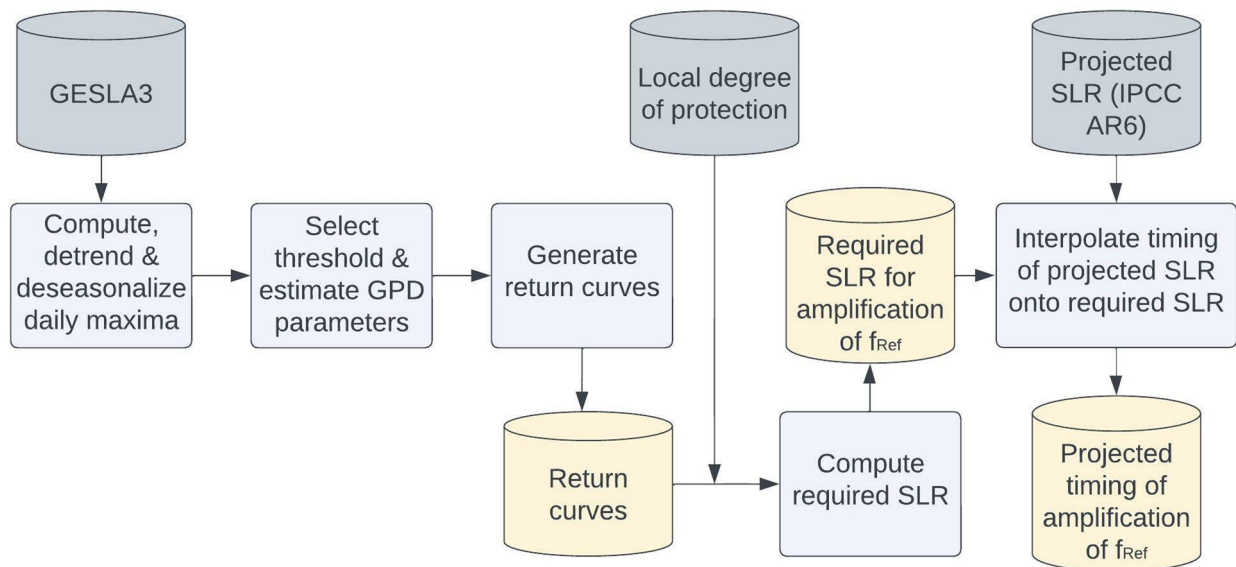 GESLA3
Local degree
of protection
Projected
SLR (IPCC
AR6)
Compute,
detrend &
deseasonalize
daily maxima
Select
threshold &
estimate GPD
parameters
Generate
return curves
Required
SLR for
amplification
of fRef
Interpolate timing
of projected SLR
onto required SLR
Return
curves
Compute
required SLR
Projected
timing of
amplification
of fRef